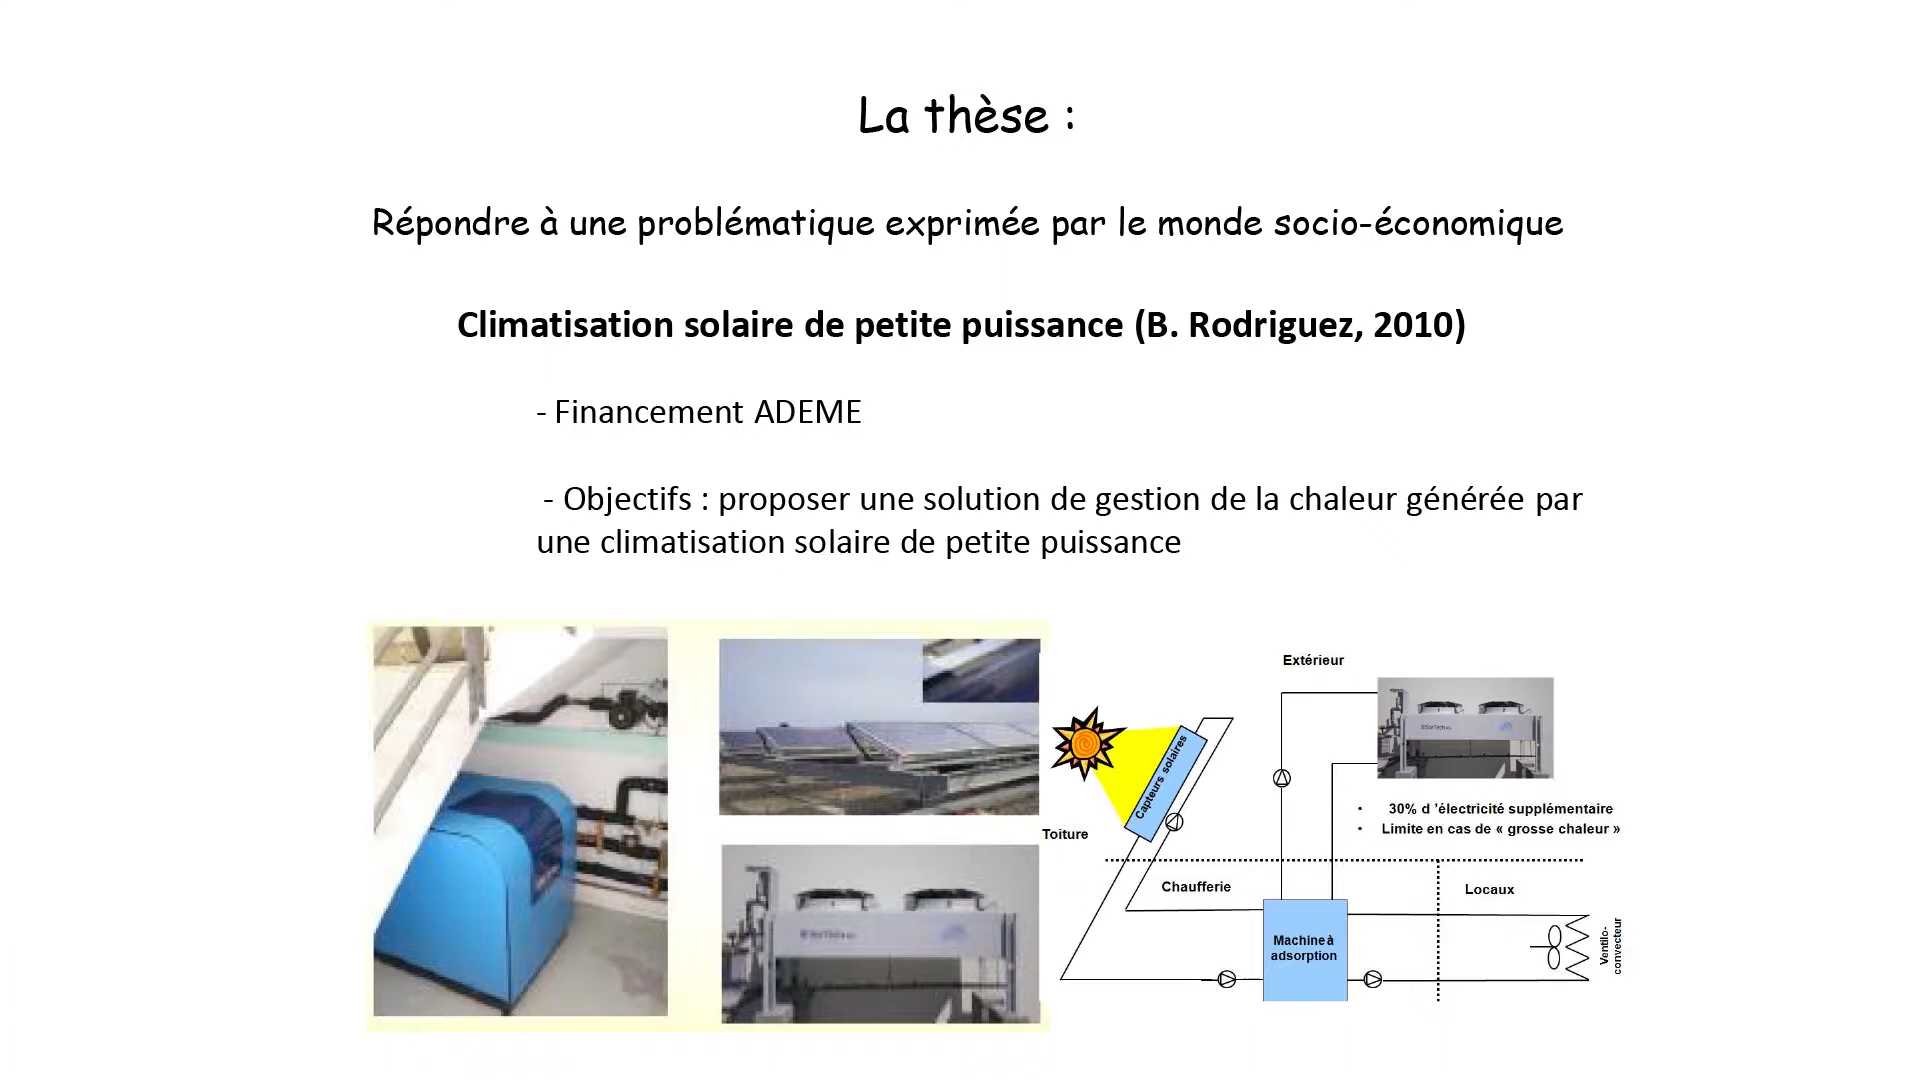 La thèse :
Répondre à une problématique exprimée par le monde socio-économique
Climatisation solaire de petite puissance (B. Rodriguez, 2010)
- Financement ADEME
- Objectifs : proposer une solution de gestion de la chaleur générée par
une climatisation solaire de petite puissance
Extérieur
Capteurs solaires
SorTech
• 30% d 'électricité supplémentaire
• Limite en cas de « grosse chaleur »
Toiture
Chaufferie
Locaux
Machine à
adsorption
Ventilo-
convecteur
SorTech